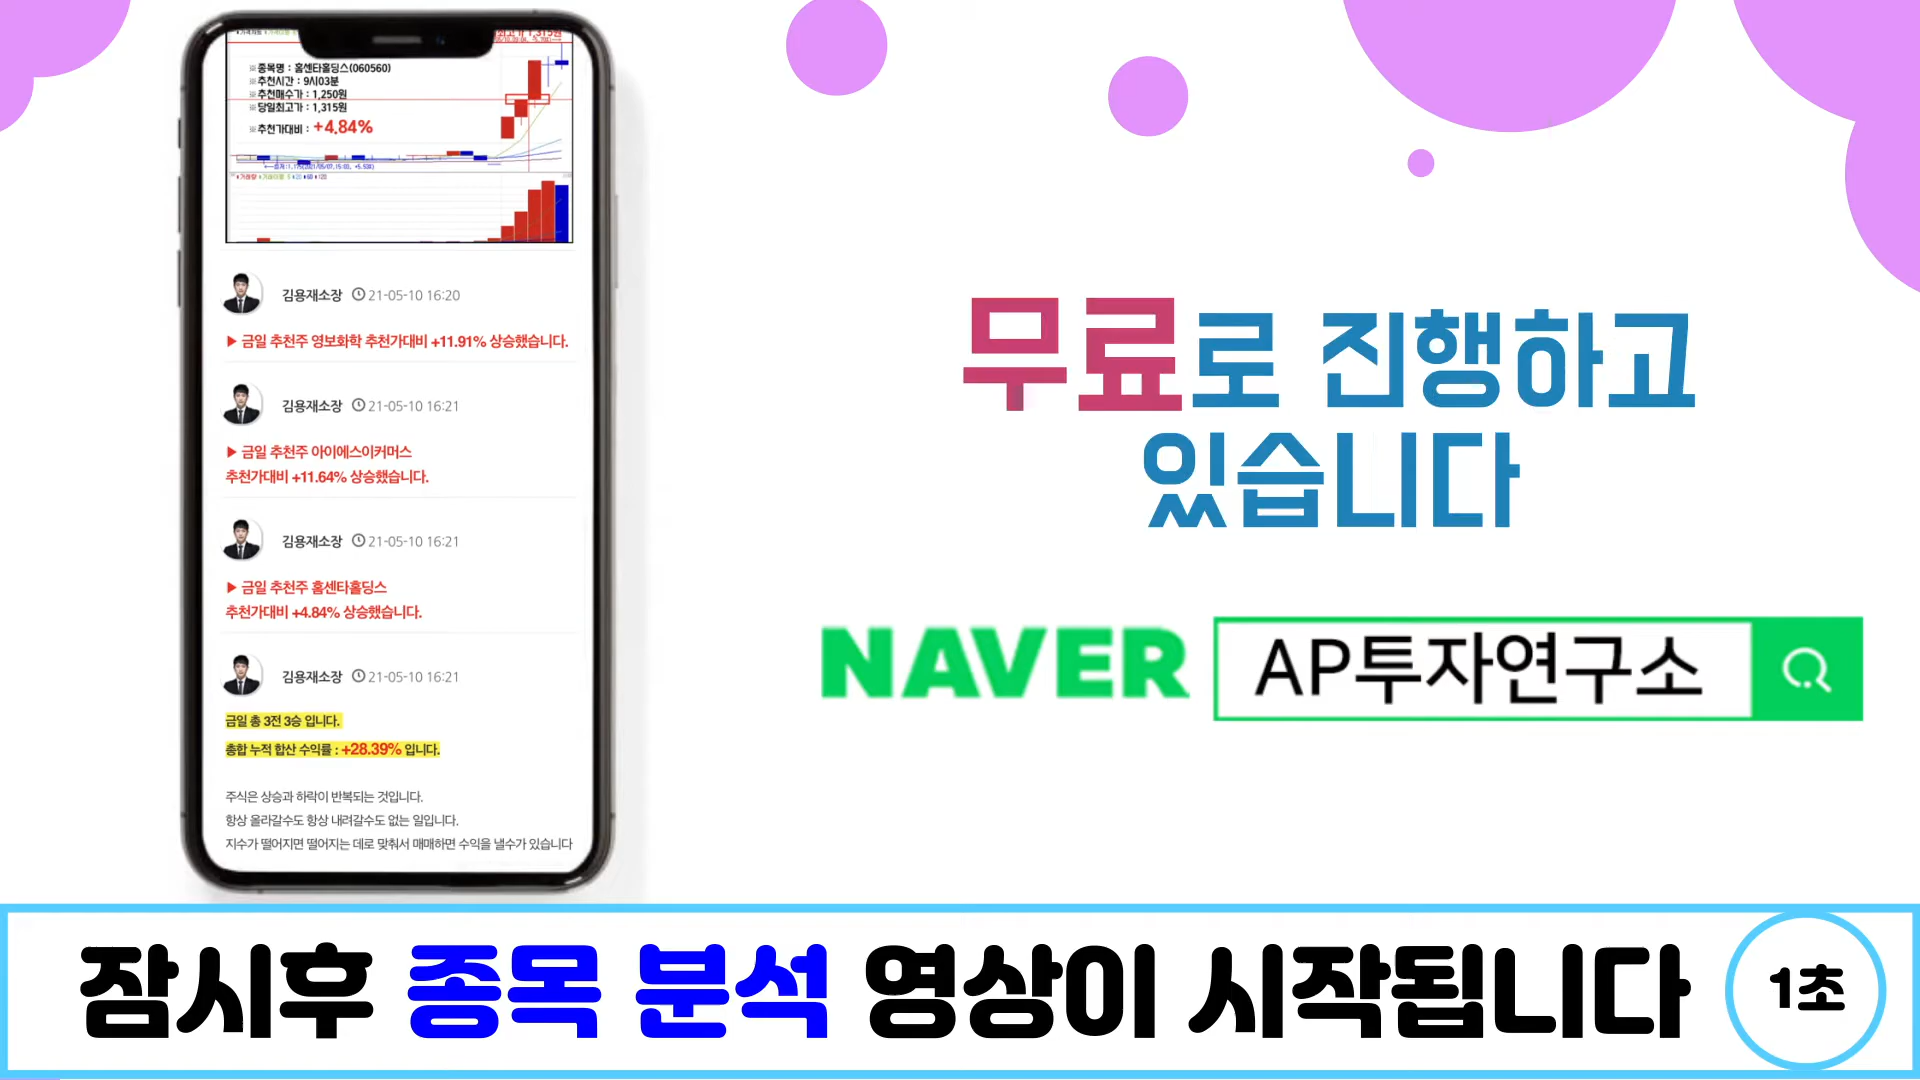 ※종목명 : 홈센타홀딩스(060560)
※추천시간 : 9시03분
※추천매수가 : 1,250원
※당일최고가 : 1,315원
※추천가대비 : +4.84%
김용재소장 21-05-10 16:20
▶ 금일 추천주 영보화학 추천가대비 +11.91% 상승했습니다.
김용재소장 21-05-10 16:21
▶ 금일 추천주 아이에스이커머스
추천가대비 +11.64% 상승했습니다.
김용재소장 21-05-10 16:21
▶ 금일 추천주 홈센타홀딩스
추천가대비 +4.84% 상승했습니다.
김용재소장 21-05-10 16:21
금일 총 3전 3승 입니다.
총합 누적 합산 수익률 : +28.39% 입니다.
주식은 상승과 하락이 반복되는 것입니다.
항상 올라갈수도 항상 내려갈수도 없는 일입니다.
지수가 떨어지면 떨어지는 데로 맞춰서 매매하면 수익을 낼수가 있습니다
무료로 진행하고
있습니다
NAVER AP투자연구소
잠시후 종목 분석 영상이 시작됩니다 1초